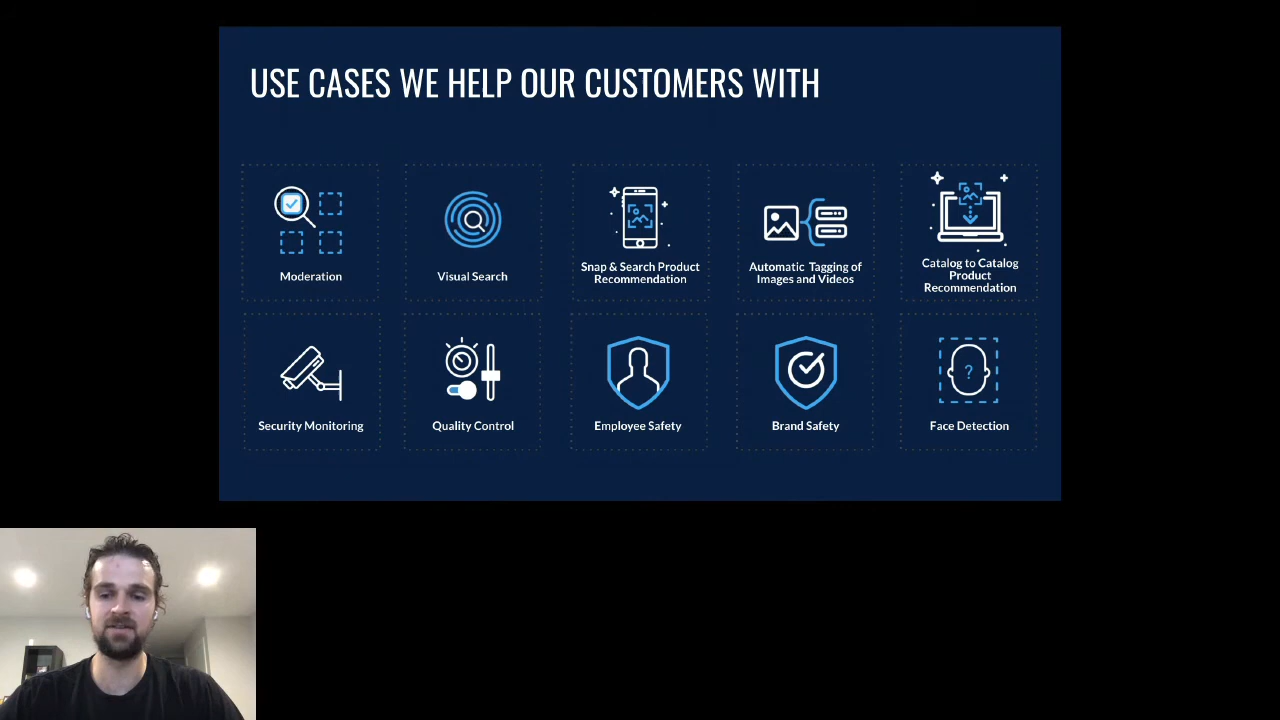 USE CASES WE HELP OUR CUSTOMERS WITH
Moderation
Visual Search
Snap & Search Product
Recommendation
Automatic Tagging of
Images and Videos
Catalog to Catalog
Product
Recommendation
Security Monitoring
Quality Control
Employee Safety
Brand Safety
?
Face Detection